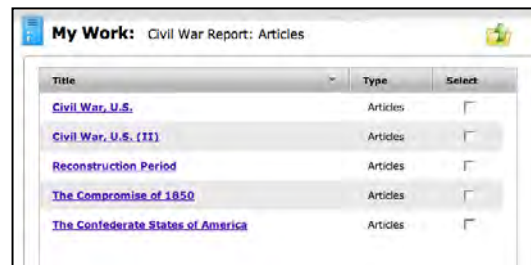 My Work: Civil War Report: Articles
Title Type Select
Civil War, U.S. Articles
Civil War, U.S. (II) Articles
Reconstruction Period Articles
The Compromise of 1850 Articles
The Confederate States of America Articles